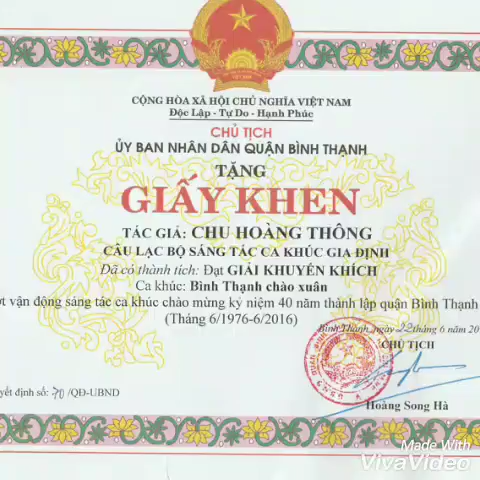 CỘNG HÒA XÃ HỘI CHỦ NGHĨA VIỆT NAM
Độc Lập - Tự Do - Hạnh Phúc
CHỦ TỊCH
ỦY BAN NHÂN DÂN QUẬN BÌNH THẠNH
TẶNG
GIẤY KHEN
TÁC GIẢ: CHU HOÀNG THÔNG
CÂU LẠC BỘ SÁNG TÁC CA KHÚC GIA ĐỊNH
Đã có thành tích: Đạt GIẢI KHUYẾN KHÍCH
Ca khúc: Bình Thạnh chào xuân
vận động sáng tác ca khúc chào mừng kỷ niệm 40 năm thành lập quận Bình Thạnh
(Tháng 6/1976-6/2016)
Bình Thạnh, ngày 22 tháng 6 năm 20
CHỦ TỊCH
định số: 70 /QĐ-UBND
Hoàng Song Hà
Made With
VivaVideo